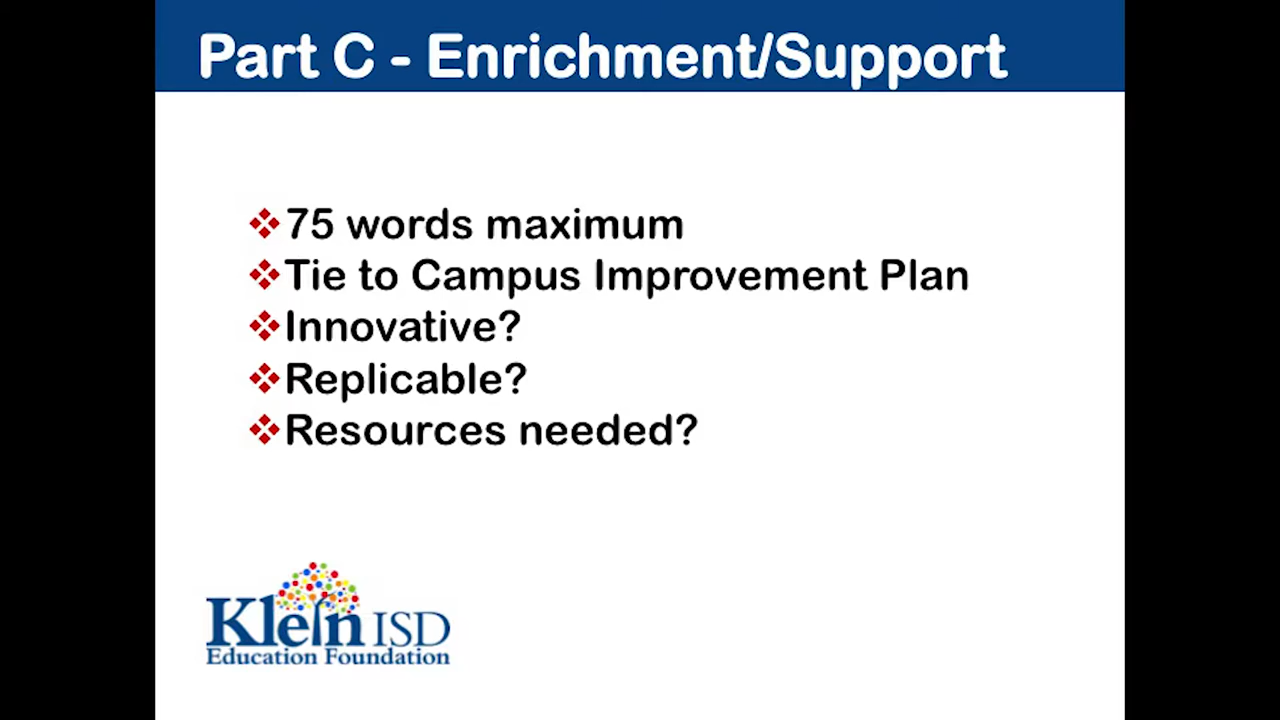 Part C - Enrichment/Support
75 words maximum
Tie to Campus Improvement Plan
Innovative?
Replicable?
Resources needed?
Klein ISD
Education Foundation